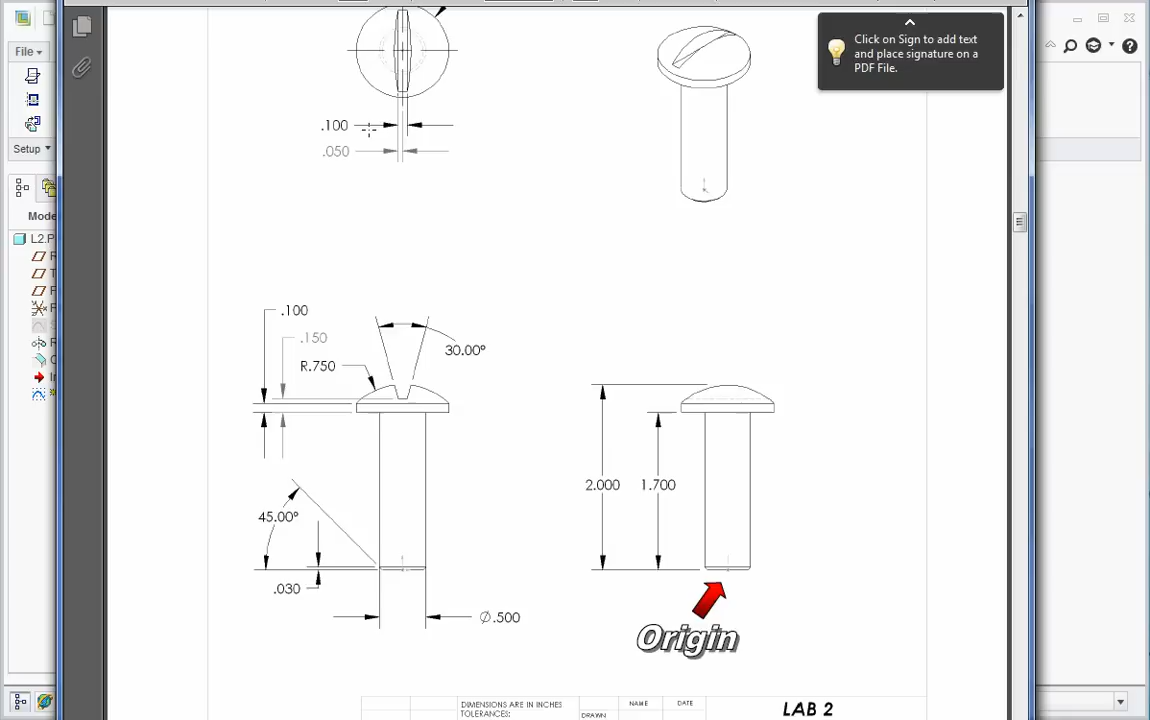 File
Click on Sign to add text
and place signature on a
PDF File.
.100
.050
Setup
Mode
L2.P
R
T
F
.100
.150
R.750
30.00°
2.000
1.700
45.00°
.030
Ø.500
Origin
DIMENSIONS ARE IN INCHES
TOLERANCES:
NAME
DATE
DRAWN
LAB 2